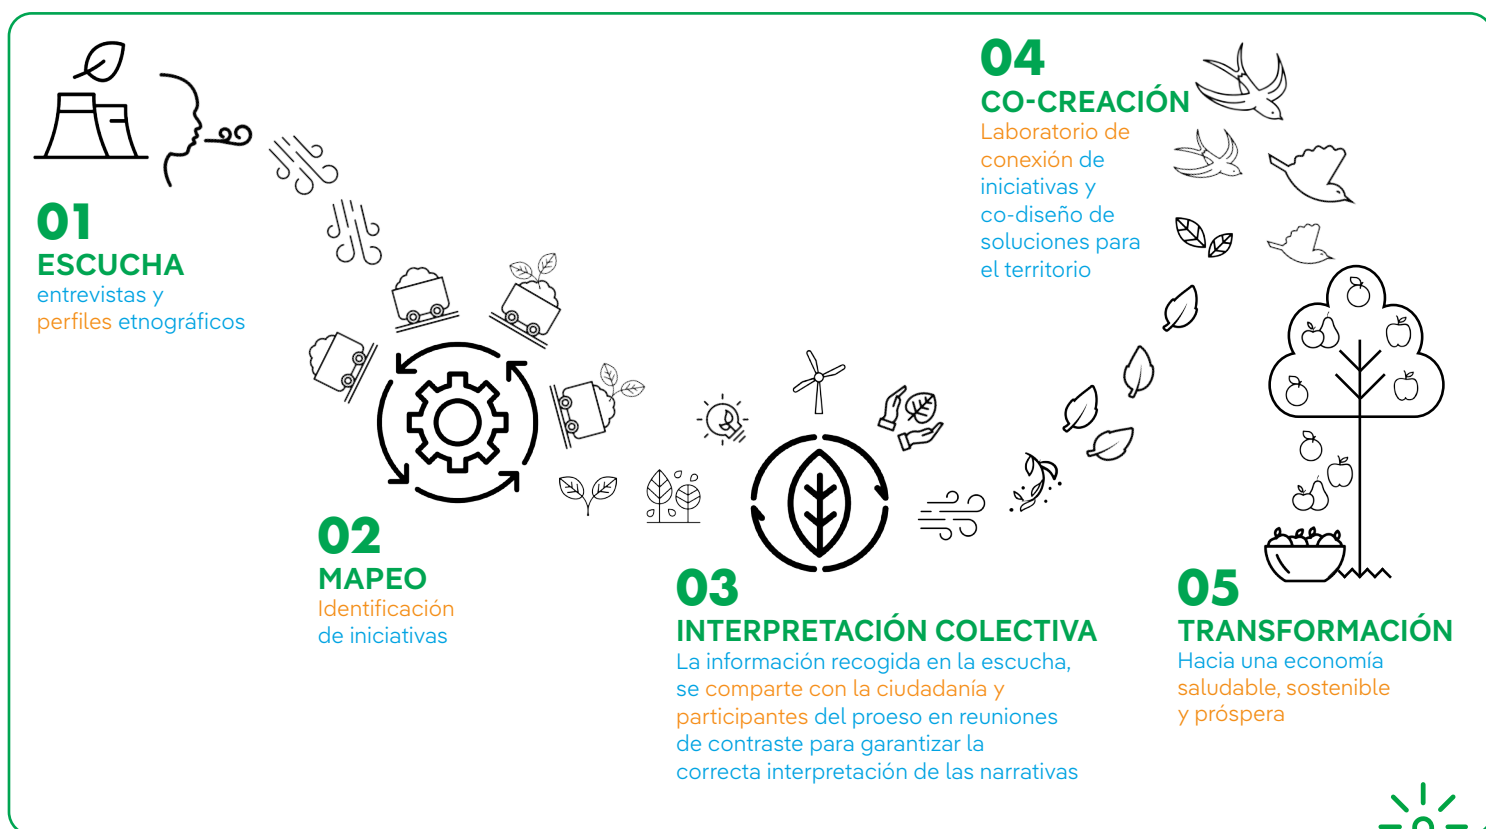 01
ESCUCHA
entrevistas y
perfiles etnográficos
02
MAPEO
Identificación
de iniciativas
03
INTERPRETACIÓN COLECTIVA
La información recogida en la escucha,
se comparte con la ciudadanía y
participantes del proeso en reuniones
de contraste para garantizar la
correcta interpretación de las narrativas
04
CO-CREACIÓN
Laboratorio de
conexión de
iniciativas y
co-diseño de
soluciones para
el territorio
05
TRANSFORMACIÓN
Hacia una economía
saludable, sostenible
y próspera